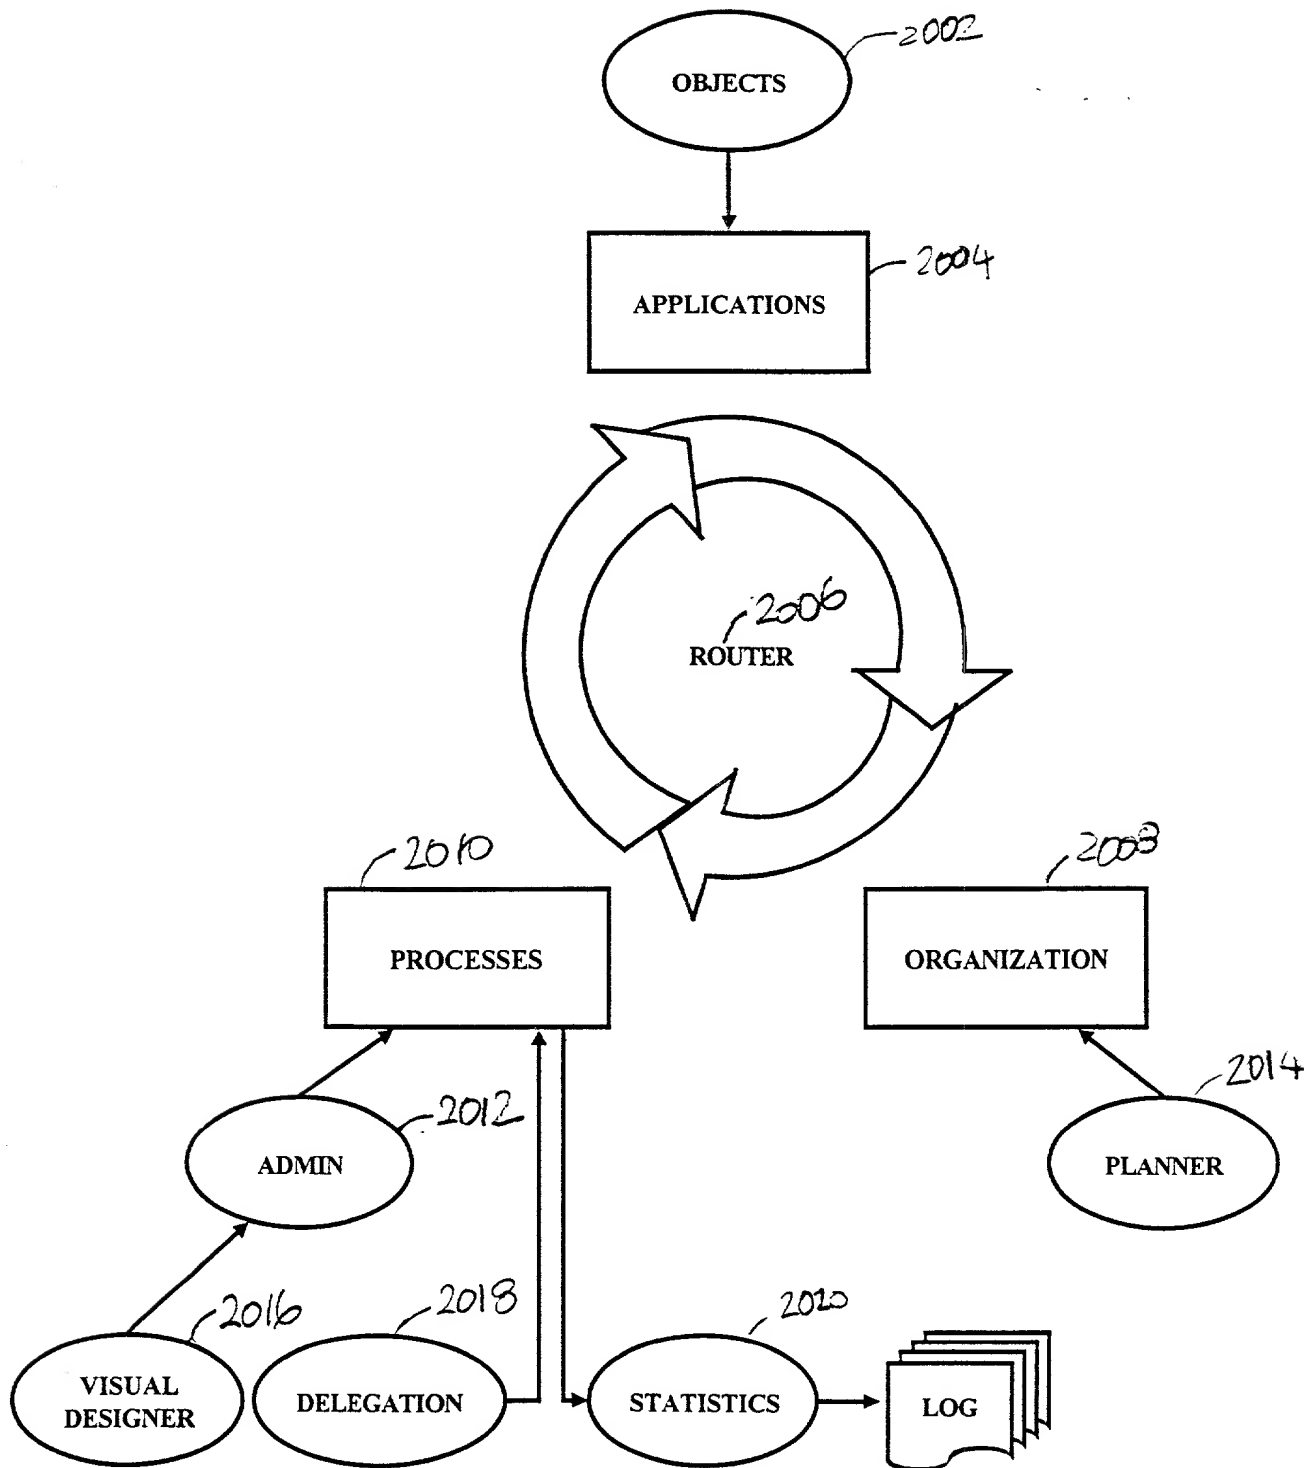 2002
OBJECTS
2004
APPLICATIONS
2006
ROUTER
2010
2008
PROCESSES
ORGANIZATION
2014
2012
ADMIN
PLANNER
2016
2018
2020
VISUAL
DESIGNER
DELEGATION
STATISTICS
LOG